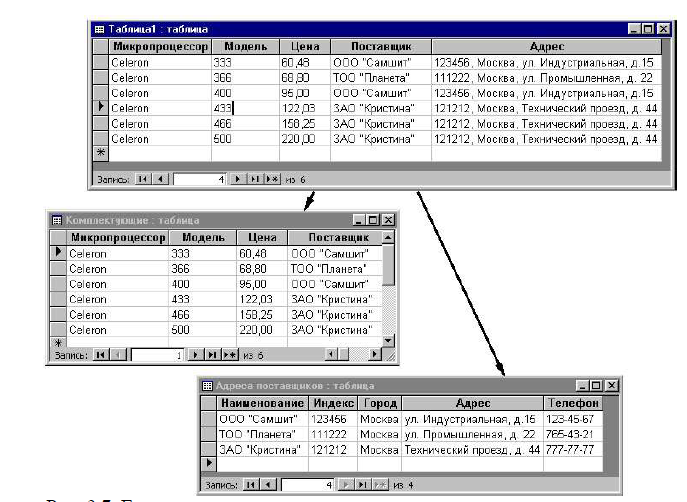 Таблица1 : таблица
Микропроцессор Модель Цена Поставщик Адрес
Celeron 333 60,48 ООО "Самшит" 123456, Москва, ул. Индустриальная, д.15
Celeron 366 68,80 ТОО "Планета" 111222, Москва, ул. Промышленная, д. 22
Celeron 400 95,00 ООО "Самшит" 123456, Москва, ул. Индустриальная, д.15
Celeron 433 122,03 ЗАО "Кристина" 121212, Москва, Технический проезд, д. 44
Celeron 466 158,25 ЗАО "Кристина" 121212, Москва, Технический проезд, д. 44
Celeron 500 220,00 ЗАО "Кристина" 121212, Москва, Технический проезд, д. 44
Запись: 4 из 6
Комплектующие : таблица
Микропроцессор Модель Цена Поставщик
Celeron 333 60,48 ООО "Самшит"
Celeron 366 68,80 ТОО "Планета"
Celeron 400 95,00 ООО "Самшит"
Celeron 433 122,03 ЗАО "Кристина"
Celeron 466 158,25 ЗАО "Кристина"
Celeron 500 220,00 ЗАО "Кристина"
Запись: 1 из 6
Адреса поставщиков : таблица
Наименование Индекс Город Адрес Телефон
ООО "Самшит" 123456 Москва ул. Индустриальная, д.15 123-45-67
ТОО "Планета" 111222 Москва ул. Промышленная, д. 22 765-43-21
ЗАО "Кристина" 121212 Москва Технический проезд, д. 44 777-77-77
Запись: 4 из 4